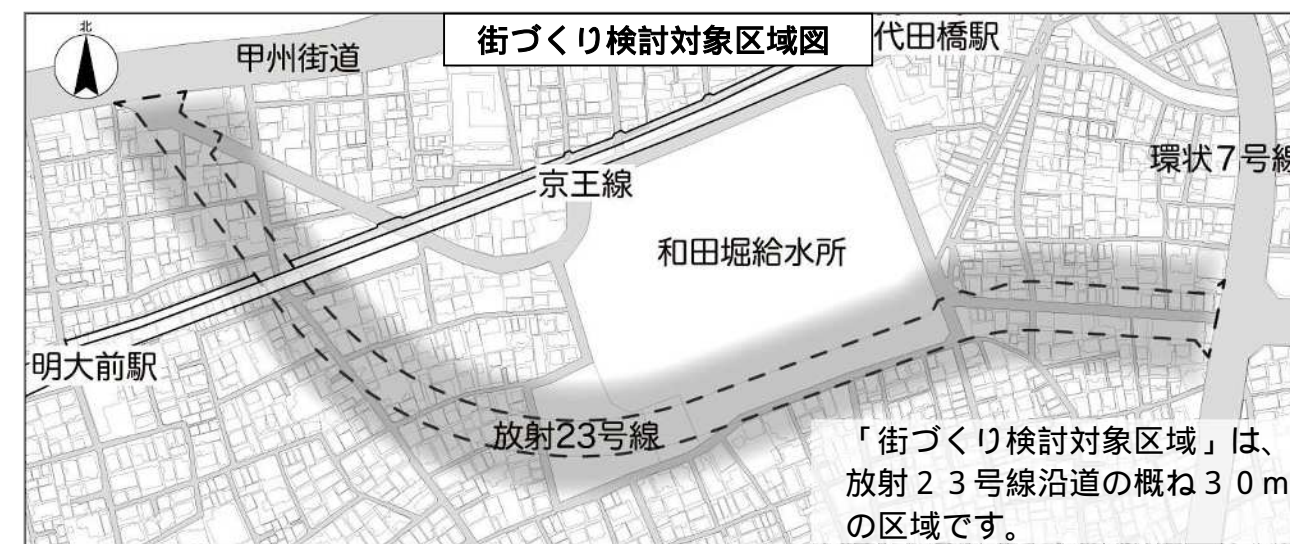 北
街づくり検討対象区域図
代田橋駅
甲州街道
環状7号線
京王線
和田堀給水所
明大前駅
放射23号線
「街づくり検討対象区域」は、
放射２３号線沿道の概ね３０ｍ
の区域です。